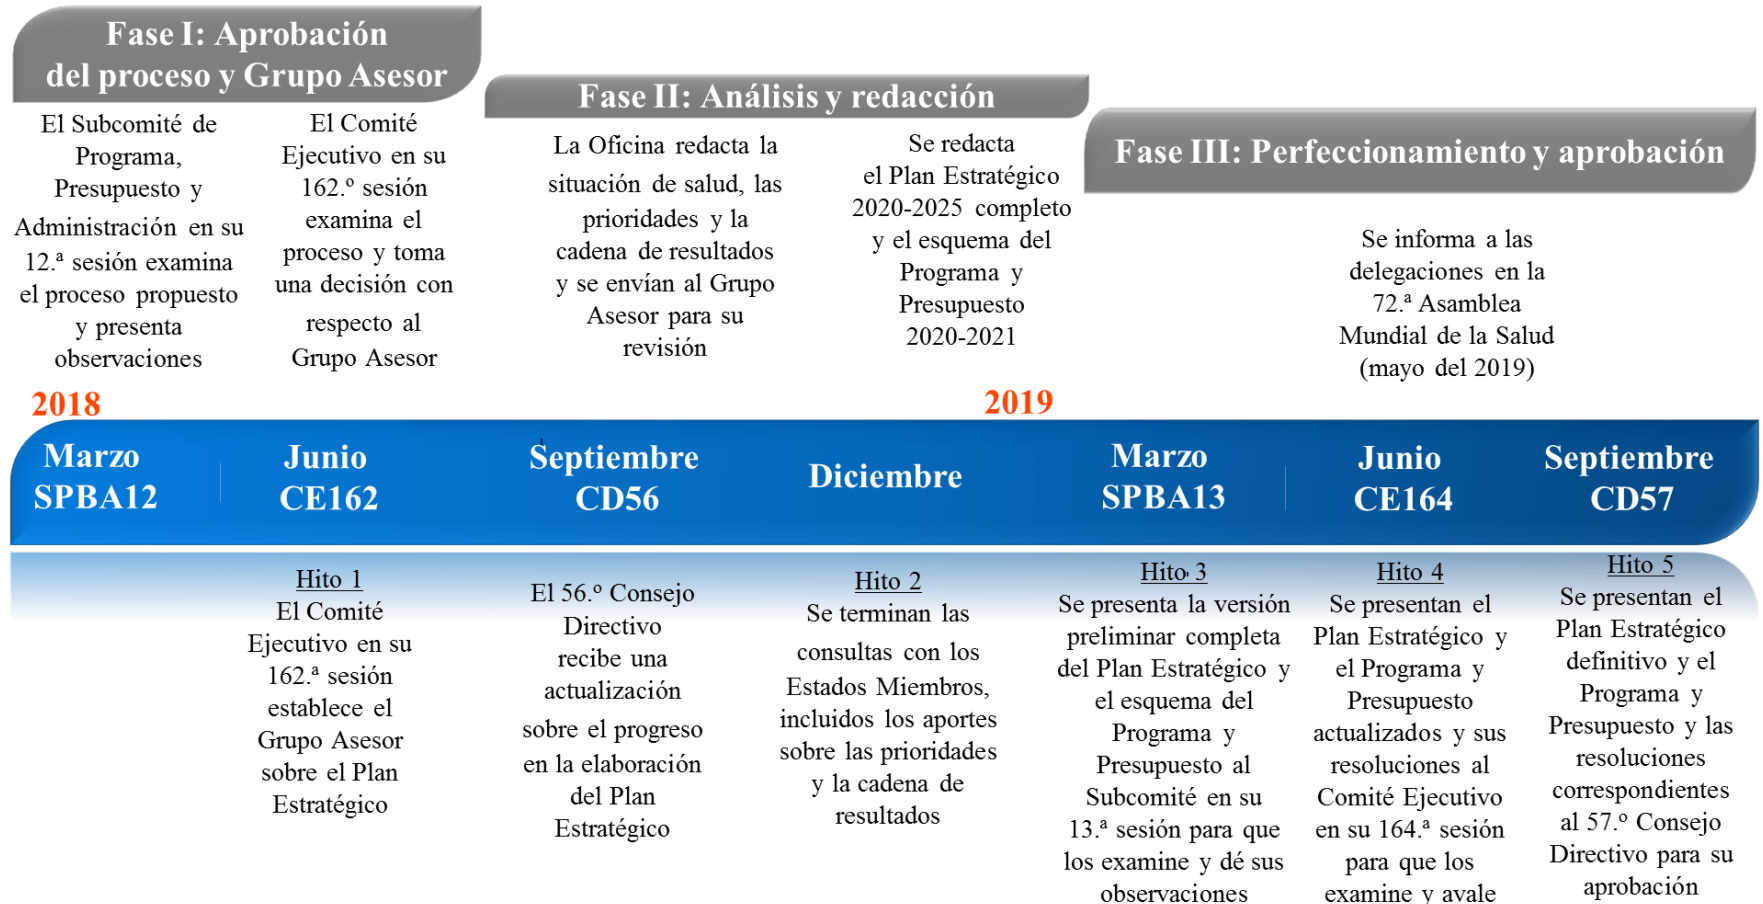 Fase I: Aprobación
del proceso y Grupo Asesor
El Subcomité de
Programa,
Presupuesto y
Administración en su
12.ª sesión examina
el proceso propuesto
y presenta
observaciones
El Comité
Ejecutivo en su
162.º sesión
examina el
proceso y toma
una decisión con
respecto al
Grupo Asesor
Fase II: Análisis y redacción
La Oficina redacta la
situación de salud, las
prioridades y la
cadena de resultados
y se envían al Grupo
Asesor para su
revisión
Se redacta
el Plan Estratégico
2020-2025 completo
y el esquema del
Programa y
Presupuesto
2020-2021
Fase III: Perfeccionamiento y aprobación
Se informa a las
delegaciones en la
72.ª Asamblea
Mundial de la Salud
(mayo del 2019)
2018
2019
Marzo
SPBA12
Junio
CE162
Septiembre
CD56
Diciembre
Marzo
SPBA13
Junio
CE164
Septiembre
CD57
Hito 1
El Comité
Ejecutivo en su
162.ª sesión
establece el
Grupo Asesor
sobre el Plan
Estratégico
El 56.º Consejo
Directivo
recibe una
actualización
sobre el progreso
en la elaboración
del Plan
Estratégico
Hito 2
Se terminan las
consultas con los
Estados Miembros,
incluidos los aportes
sobre las prioridades
y la cadena de
resultados
Hito 3
Se presenta la versión
preliminar completa
del Plan Estratégico y
el esquema del
Programa y
Presupuesto al
Subcomité en su
13.ª sesión para que
los examine y dé sus
observaciones
Hito 4
Se presentan el
Plan Estratégico y
el Programa y
Presupuesto
actualizados y sus
resoluciones al
Comité Ejecutivo
en su 164.ª sesión
para que los
examine y avale
Hito 5
Se presentan el
Plan Estratégico
definitivo y el
Programa y
Presupuesto y las
resoluciones
correspondientes
al 57.º Consejo
Directivo para su
aprobación